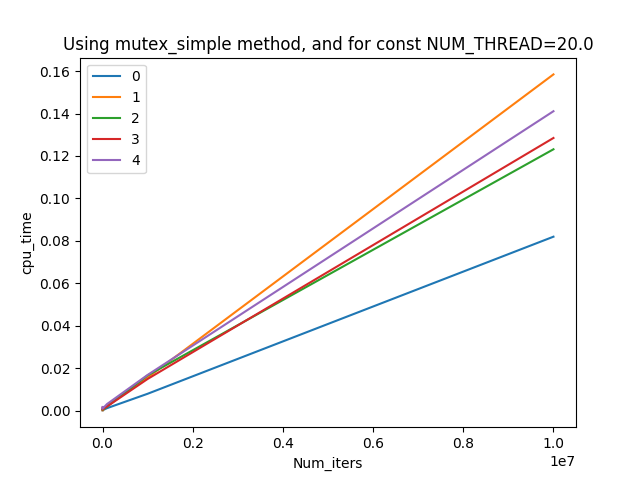 Using mutex_simple method, and for const NUM_THREAD=20.0
0
1
2
3
4
0.16
0.14
0.12
0.10
0.08
0.06
0.04
0.02
0.00
cpu_time
0.0 0.2 0.4 0.6 0.8 1.0
1e7
Num_iters